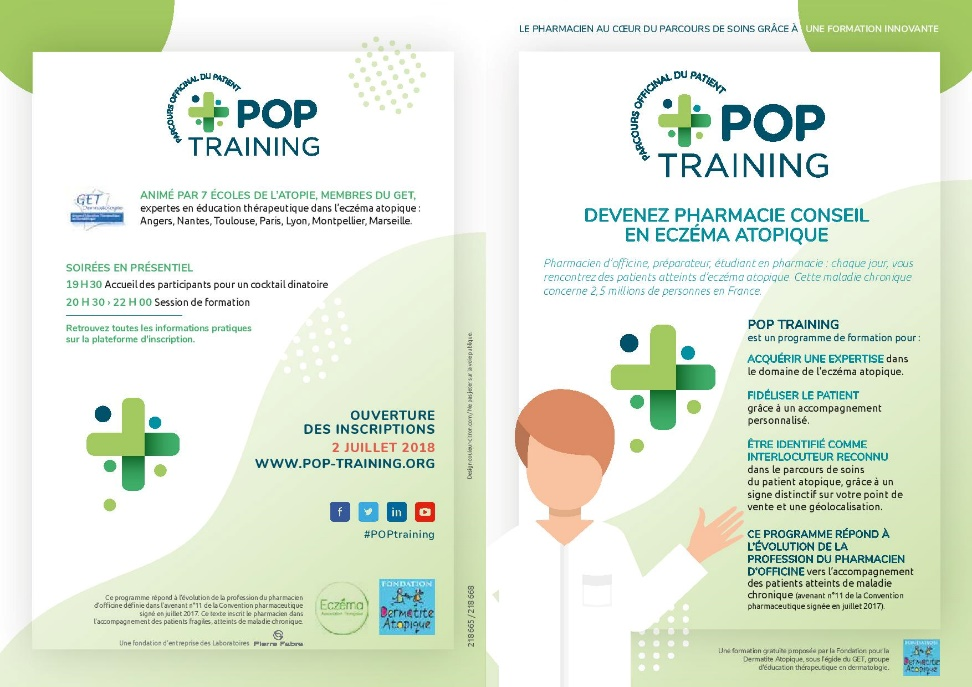 PARCOURS OFFICINAL DU PATIENT
POP
TRAINING
GET
ANIMÉ PAR 7 ÉCOLES DE L'ATOPIE, MEMBRES DU GET,
expertes en éducation thérapeutique dans l'eczéma atopique :
Angers, Nantes, Toulouse, Paris, Lyon, Montpellier, Marseille.
SOIRÉES EN PRÉSENTIEL
19 H 30 Accueil des participants pour un cocktail dinatoire
20 H 30 › 22 H 00 Session de formation
Retrouvez toutes les informations pratiques
sur la plateforme d'inscription.
OUVERTURE
DES INSCRIPTIONS
2 JUILLET 2018
WWW.POP-TRAINING.ORG
f
in
#POPtraining
Ce programme répond à l'évolution de la profession du pharmacien
d'officine définie dans l'avenant n°11 de la Convention pharmaceutique
signé en juillet 2017. Ce texte inscrit le pharmacien dans
l'accompagnement des patients fragiles, atteints de maladie chronique.
Une fondation d'entreprise des Laboratoires Pierre Fabre
Eczéma
FONDATION
Dermatite
Atopique
218 665 / 218 668
LE PHARMACIEN AU CŒUR DU PARCOURS DE SOINS GRÂCE À UNE FORMATION INNOVANTE
PARCOURS OFFICINAL DU PATIENT
POP
TRAINING
DEVENEZ PHARMACIE CONSEIL
EN ECZÉMA ATOPIQUE
Pharmacien d'officine, préparateur, étudiant en pharmacie : chaque jour, vous
rencontrez des patients atteints d'eczéma atopique. Cette maladie chronique
concerne 2,5 millions de personnes en France.
POP TRAINING
est un programme de formation pour :
ACQUÉRIR UNE EXPERTISE dans
le domaine de l'eczéma atopique.
FIDÉLISER LE PATIENT
grâce à un accompagnement
personnalisé.
ÊTRE IDENTIFIÉ COMME
INTERLOCUTEUR RECONNU
dans le parcours de soins
du patient atopique, grâce à un
signe distinctif sur votre point de
vente et une géolocalisation.
CE PROGRAMME RÉPOND À
L'ÉVOLUTION DE LA
PROFESSION DU PHARMACIEN
D'OFFICINE vers l'accompagnement
des patients atteints de maladie
chronique (avenant n°11 de la Convention
pharmaceutique signée en juillet 2017).
Une formation gratuite proposée par la Fondation pour la
Dermatite Atopique, sous l'égide du GET, groupe
d'éducation thérapeutique en dermatologie.
FONDATION
Dermatite
Atopique